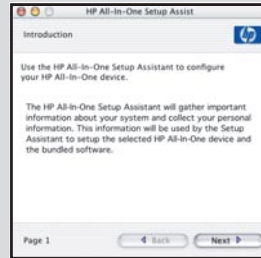 HP All-In-One Setup Assist
Introduction
hp
Use the HP All-In-One Setup Assistant to configure
your HP All-In-One device.
The HP All-In-One Setup Assistant will gather important
information about your system and collect your personal
information. This information will be used by the Setup
Assistant to setup the selected HP All-In-One device and
the bundled software.
Page 1
Back
Next